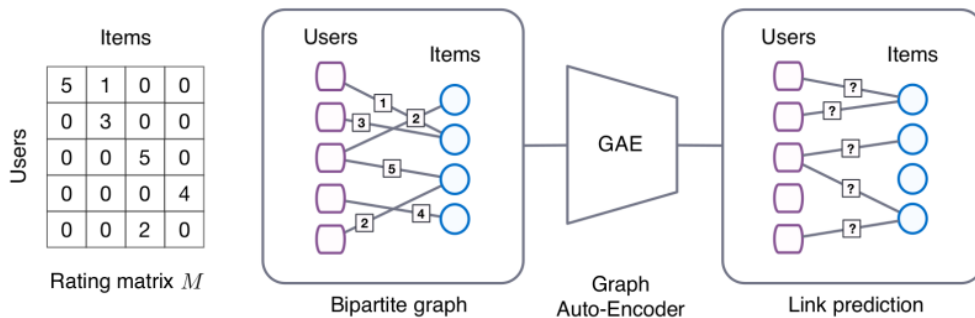 Items
Users
5 1 0 0
0 3 0 0
0 0 5 0
0 0 0 4
0 0 2 0
Rating matrix M
Users
Items
1
2
3
5
4
2
Bipartite graph
GAE
Graph
Auto-Encoder
Users
Items
?
?
?
?
?
Link prediction